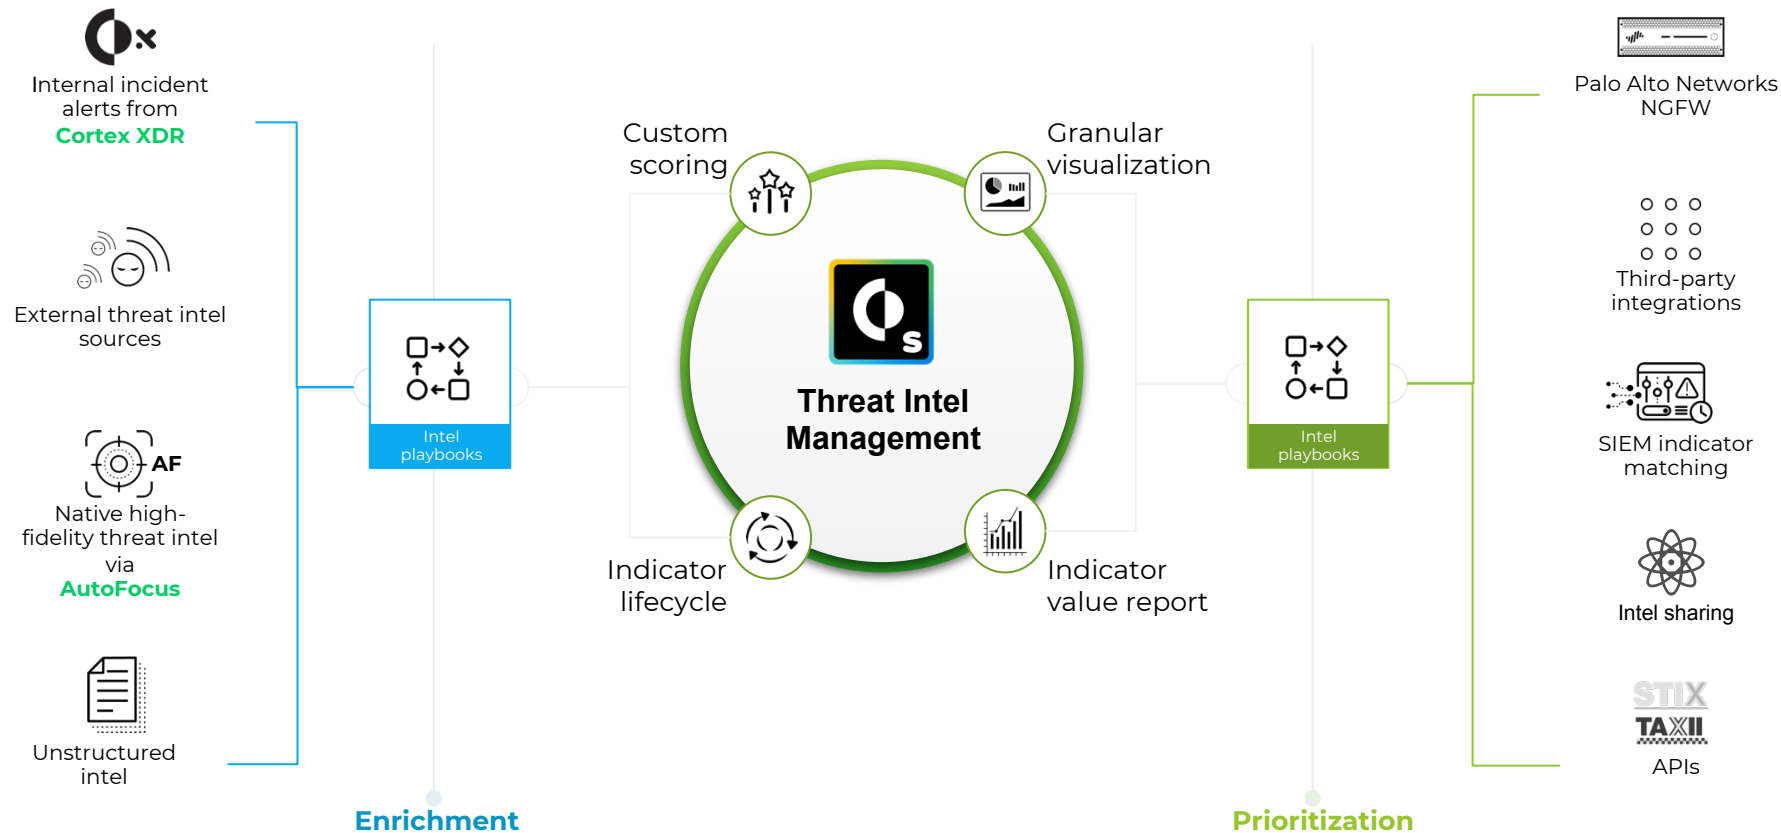 Internal incident
alerts from
Cortex XDR
External threat intel
sources
AF
Native high-
fidelity threat intel
via
AutoFocus
Unstructured
intel
Intel
playbooks
Enrichment
Custom
scoring
Granular
visualization
S
Threat Intel
Management
Indicator
lifecycle
Indicator
value report
Intel
playbooks
Prioritization
Palo Alto Networks
NGFW
Third-party
integrations
SIEM indicator
matching
Intel sharing
STIX
TAXII
APIs